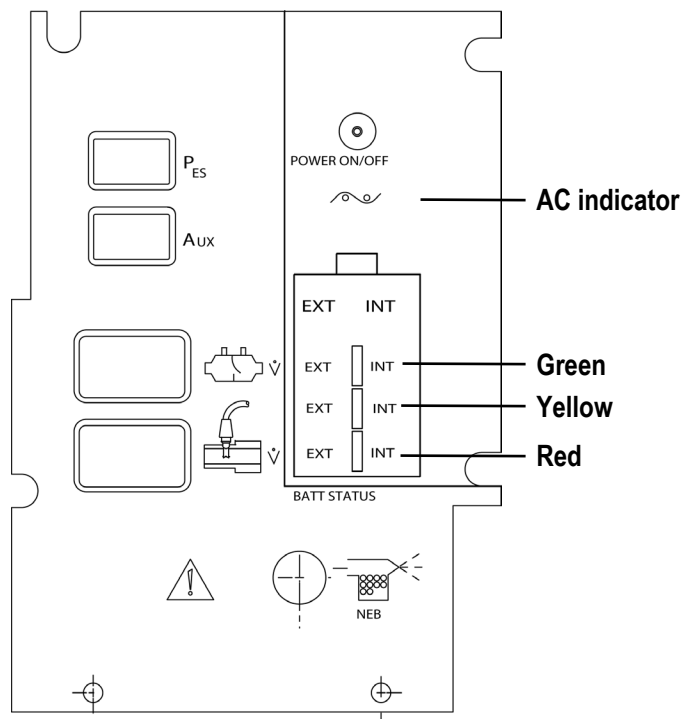 POWER ON/OFF
P ES
AUX
AC indicator
EXT INT
EXT INT Green
EXT INT Yellow
EXT INT Red
V̇
V̇
BATT STATUS
!
NEB